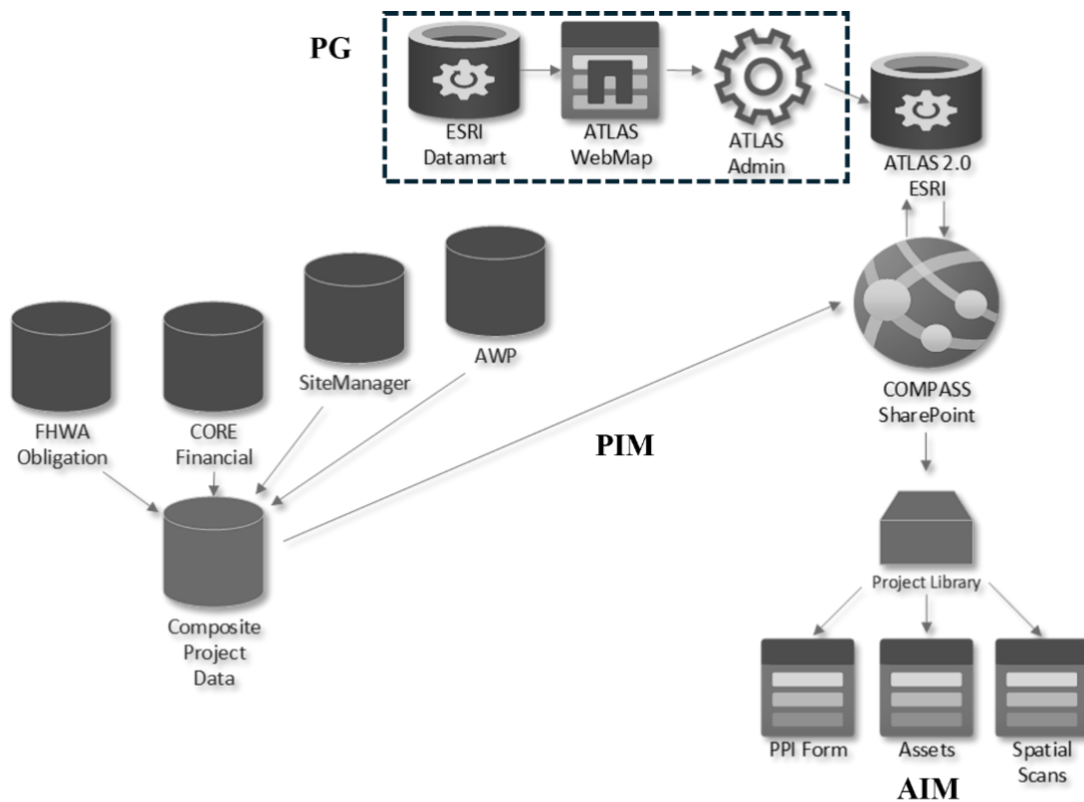 PG
ESRI
Datamart
ATLAS
WebMap
ATLAS
Admin
ATLAS 2.0
ESRI
FHWA
Obligation
CORE
Financial
SiteManager
AWP
COMPASS
SharePoint
PIM
Composite
Project
Data
Project Library
PPI Form
Assets
Spatial
Scans
AIM